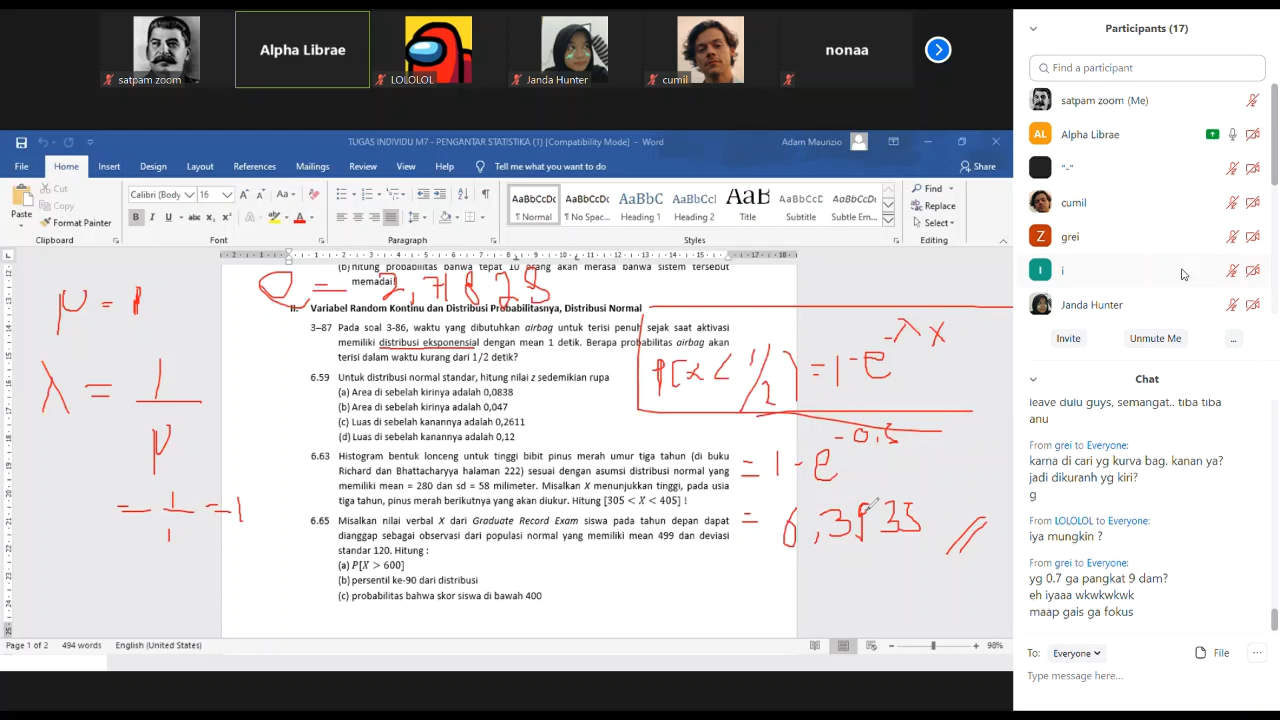 satpam zoom
Alpha Librae
LOLOLOL
Janda Hunter
cumil
nonaa
TUGAS INDIVIDU M7 - PENGANTAR STATISTIKA (1) [Compatibility Mode] - Word
Adam Maurizio
File Home Insert Design Layout References Mailings Review View Help Tell me what you want to do Share
Paste
Cut
Copy
Format Painter
Clipboard
Calibri (Body) 16
Font
Paragraph
AaBbCcDc AaBbCcDc AaBbC AaBbCcl AaB AaBbCcD AaBbCcD
¶ Normal ¶ No Spac... Heading 1 Heading 2 Title Subtitle Subtle Em...
Styles
Find
Replace
Select
Editing
(b) hitung probabilitas bahwa tepat 10 orang akan merasa bahwa sistem tersebut
memadai!
e = 2,71828
II. Variabel Random Kontinu dan Distribusi Probabilitasnya, Distribusi Normal
3–87 Pada soal 3-86, waktu yang dibutuhkan airbag untuk terisi penuh sejak saat aktivasi
memiliki distribusi eksponensial dengan mean 1 detik. Berapa probabilitas airbag akan
terisi dalam waktu kurang dari 1/2 detik?
6.59 Untuk distribusi normal standar, hitung nilai z sedemikian rupa
(a) Area di sebelah kirinya adalah 0,0838
(b) Area di sebelah kirinya adalah 0,047
(c) Luas di sebelah kanannya adalah 0,2611
(d) Luas di sebelah kanannya adalah 0,12
6.63 Histogram bentuk lonceng untuk tinggi bibit pinus merah umur tiga tahun (di buku
Richard dan Bhattacharyya halaman 222) sesuai dengan asumsi distribusi normal yang
memiliki mean = 280 dan sd = 58 milimeter. Misalkan X menunjukkan tinggi, pada usia
tiga tahun, pinus merah berikutnya yang akan diukur. Hitung [305 < X < 405] !
6.65 Misalkan nilai verbal X dari Graduate Record Exam siswa pada tahun depan dapat
dianggap sebagai observasi dari populasi normal yang memiliki mean 499 dan deviasi
standar 120. Hitung :
(a) P[X > 600]
(b) persentil ke-90 dari distribusi
(c) probabilitas bahwa skor siswa di bawah 400
μ = 1
λ = 1/μ
= 1/1 = 1
P[x < 1/2) = 1 - e^-λx
= 1 - e^-0.5
= 0,3935
Page 1 of 2 494 words English (United States) 98%
Participants (17)
Find a participant
satpam zoom (Me)
AL Alpha Librae
"-"
cumil
Z grei
I i
Janda Hunter
Invite Unmute Me ...
Chat
leave dulu guys, semangat.. tiba tiba
anu
From grei to Everyone:
karna di cari yg kurva bag. kanan ya?
jadi dikuranh yg kiri?
g
From LOLOLOL to Everyone:
iya mungkin ?
From grei to Everyone:
yg 0.7 ga pangkat 9 dam?
eh iyaaa wkwkwkwk
maap gais ga fokus
To: Everyone File ...
Type message here...